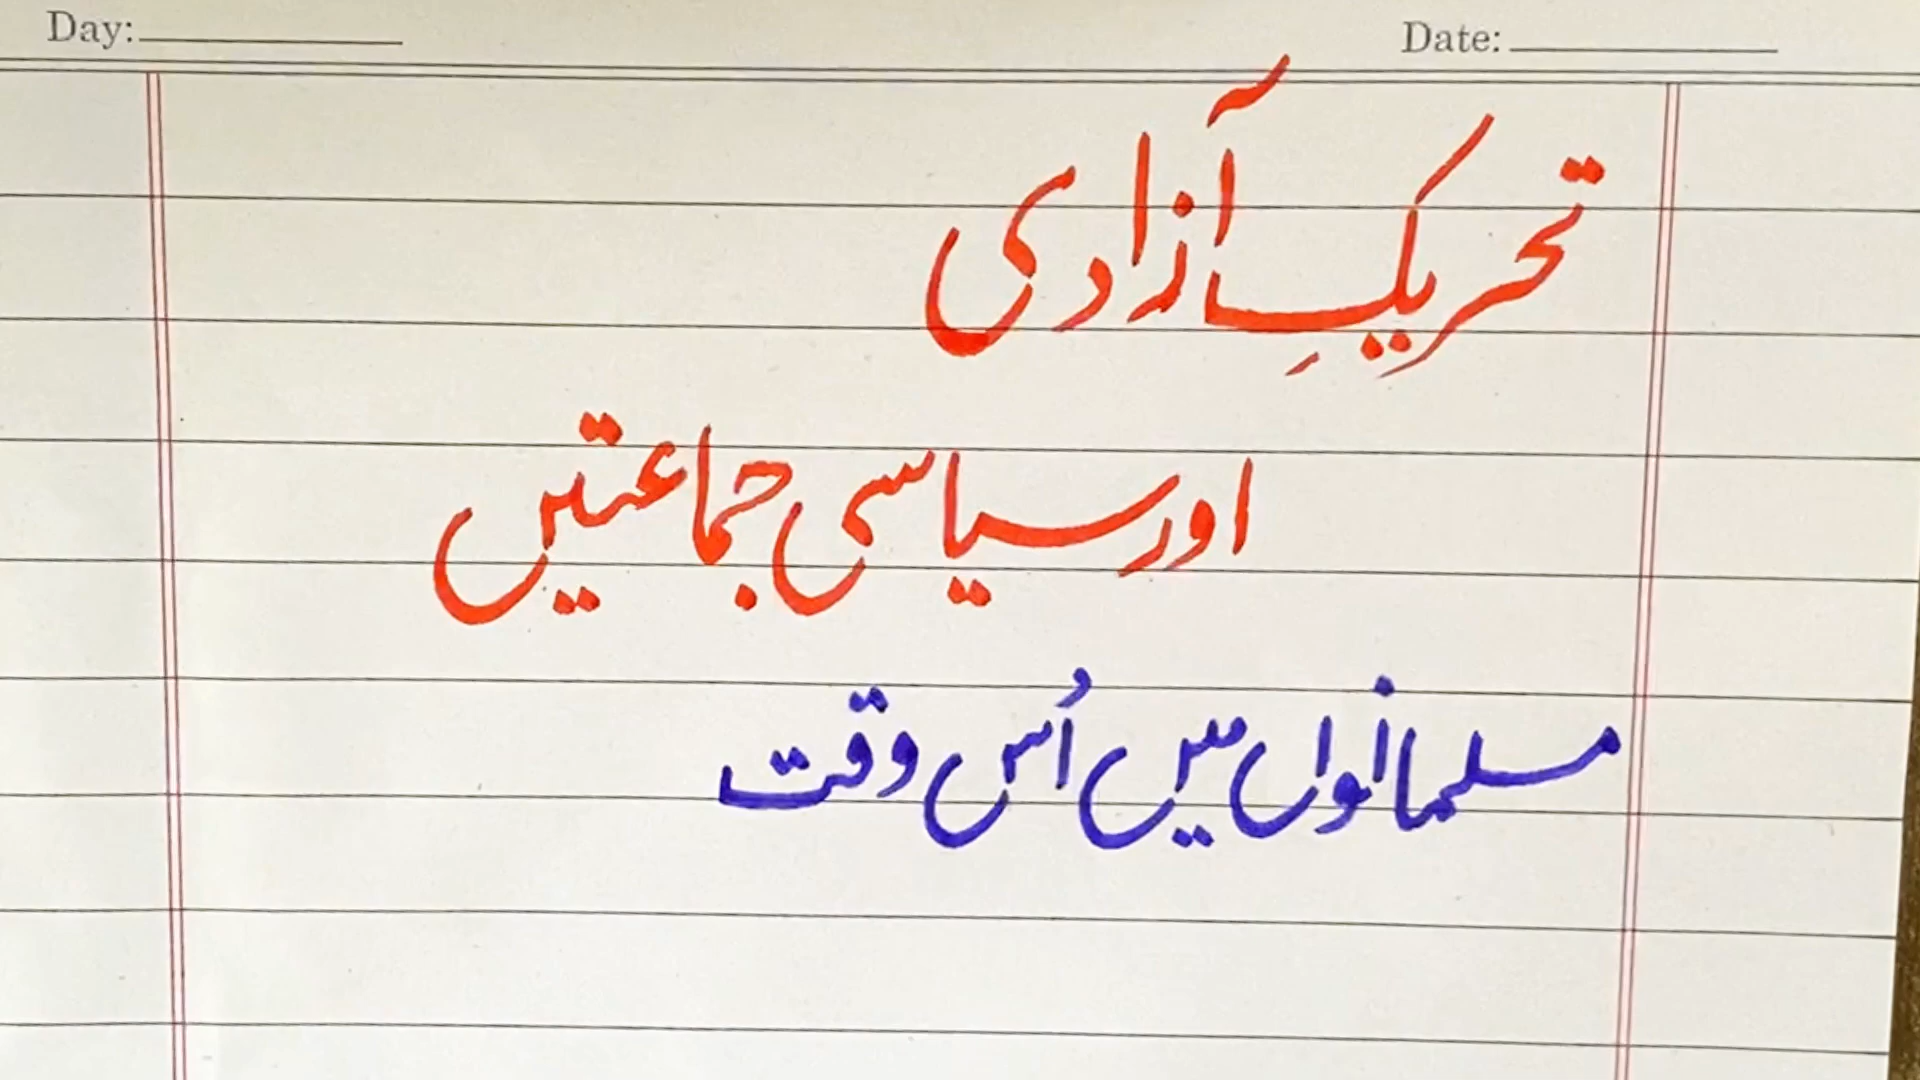 Day: Date:
تحریکِ آزادی
اور سیاسی جماعتیں
مسلمانوں میں اُس وقت